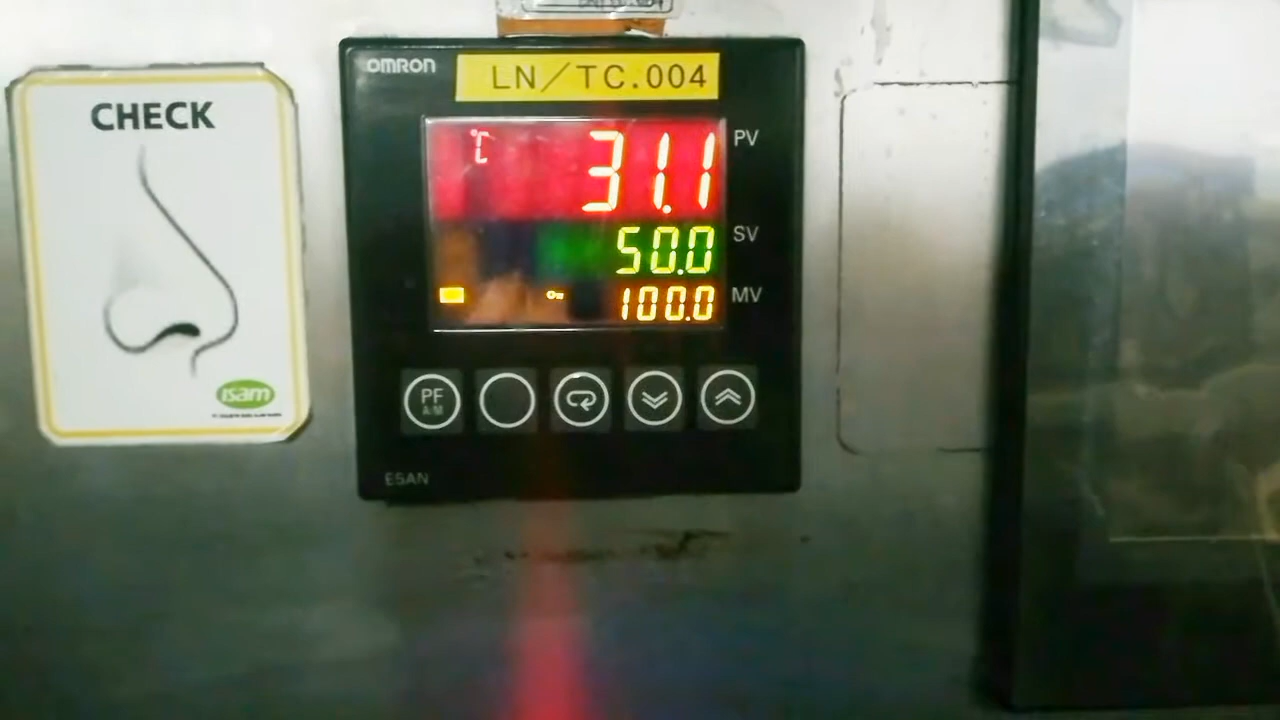 CHECK
isam
OMRON
LN/TC.004
℃ 31.1 PV
50.0 SV
100.0 MV
PF
A/M
E5AN